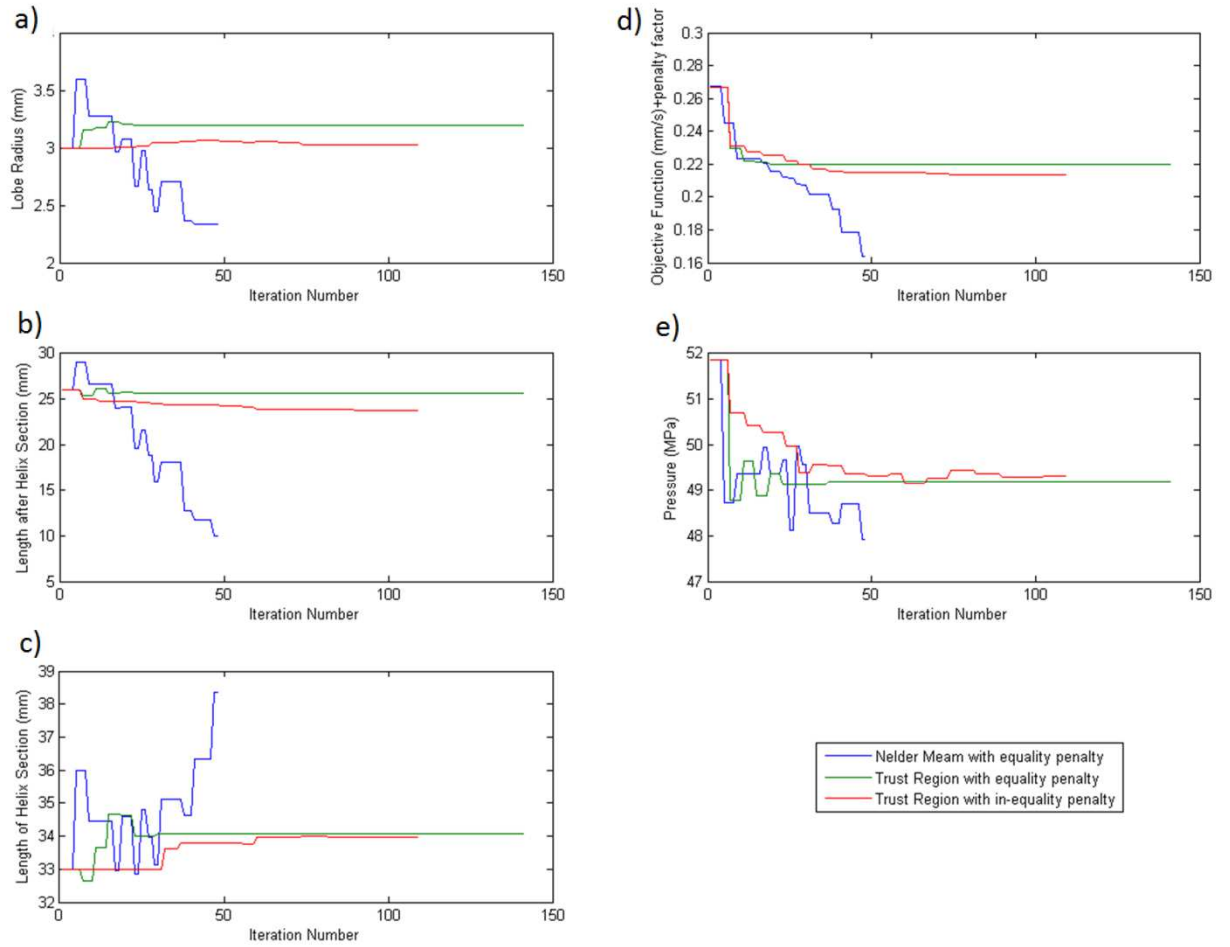 a)
3.5
3
2.5
2
0
50
100
150
Lobe Radius (mm)
Iteration Number
b)
30
25
20
15
10
5
0
50
100
150
Length after Helix Section (mm)
Iteration Number
c)
39
38
37
36
35
34
33
32
0
50
100
150
Length of Helix Section (mm)
Iteration Number
d)
0.3
0.28
0.26
0.24
0.22
0.2
0.18
0.16
0
50
100
150
Objective Function (mm/s)+penalty factor
Iteration Number
e)
52
51
50
49
48
47
0
50
100
150
Pressure (MPa)
Iteration Number
Nelder Meam with equality penalty
Trust Region with equality penalty
Trust Region with in-equality penalty